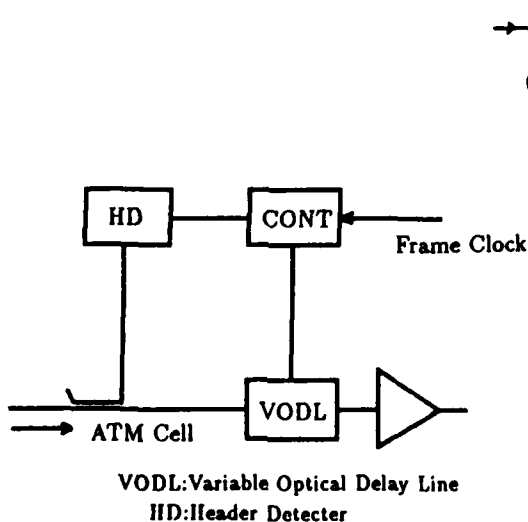 HD
CONT
Frame Clock
VODL
ATM Cell
VODL:Variable Optical Delay Line
HD:Header Detecter